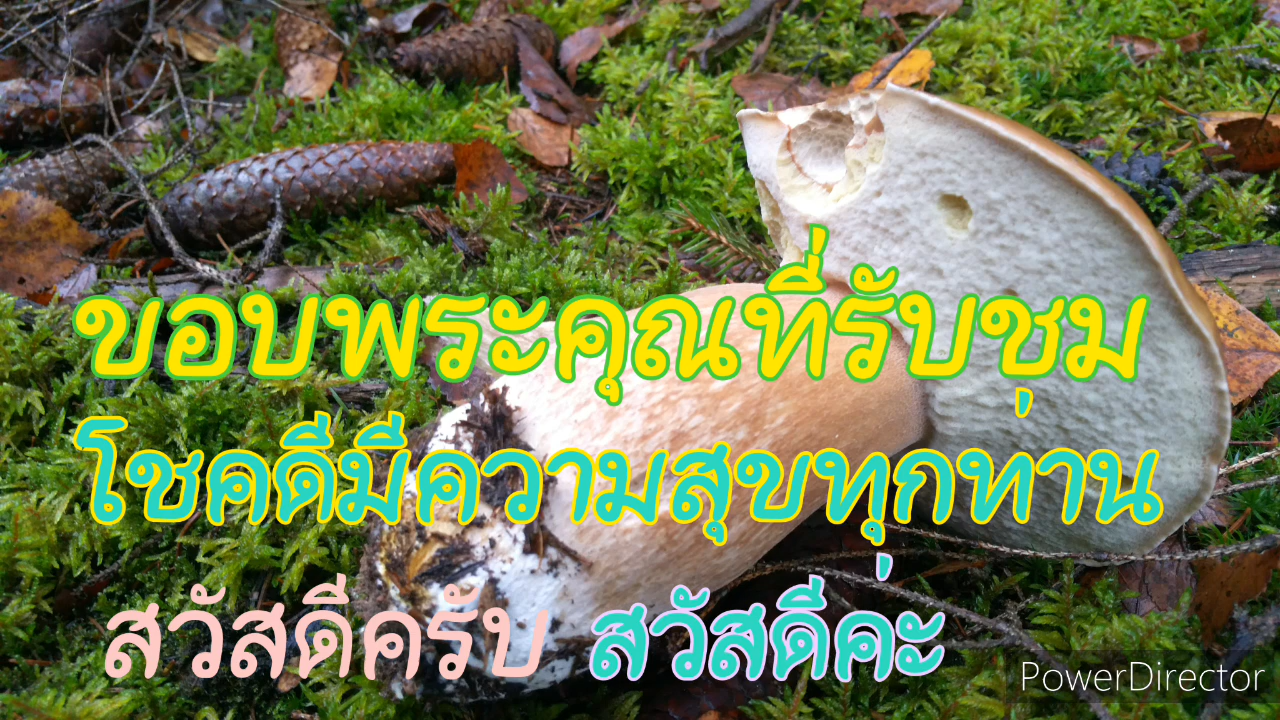 ขอบพระคุณที่รับชม
โชคดีมีความสุขทุกท่าน
สวัสดีครับ สวัสดีค่ะ
PowerDirector